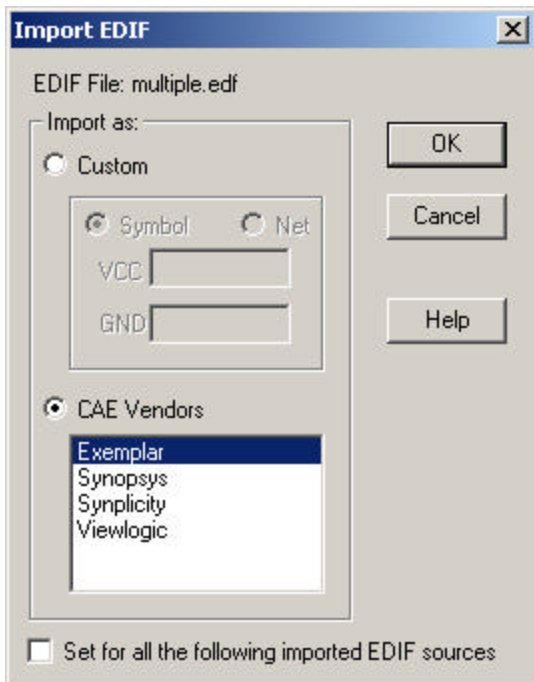 Import EDIF
EDIF File: multiple.edf
Import as:
OK
Custom
Symbol Net
Cancel
VCC
GND
Help
CAE Vendors
Exemplar
Synopsys
Synplicity
Viewlogic
Set for all the following imported EDIF sources